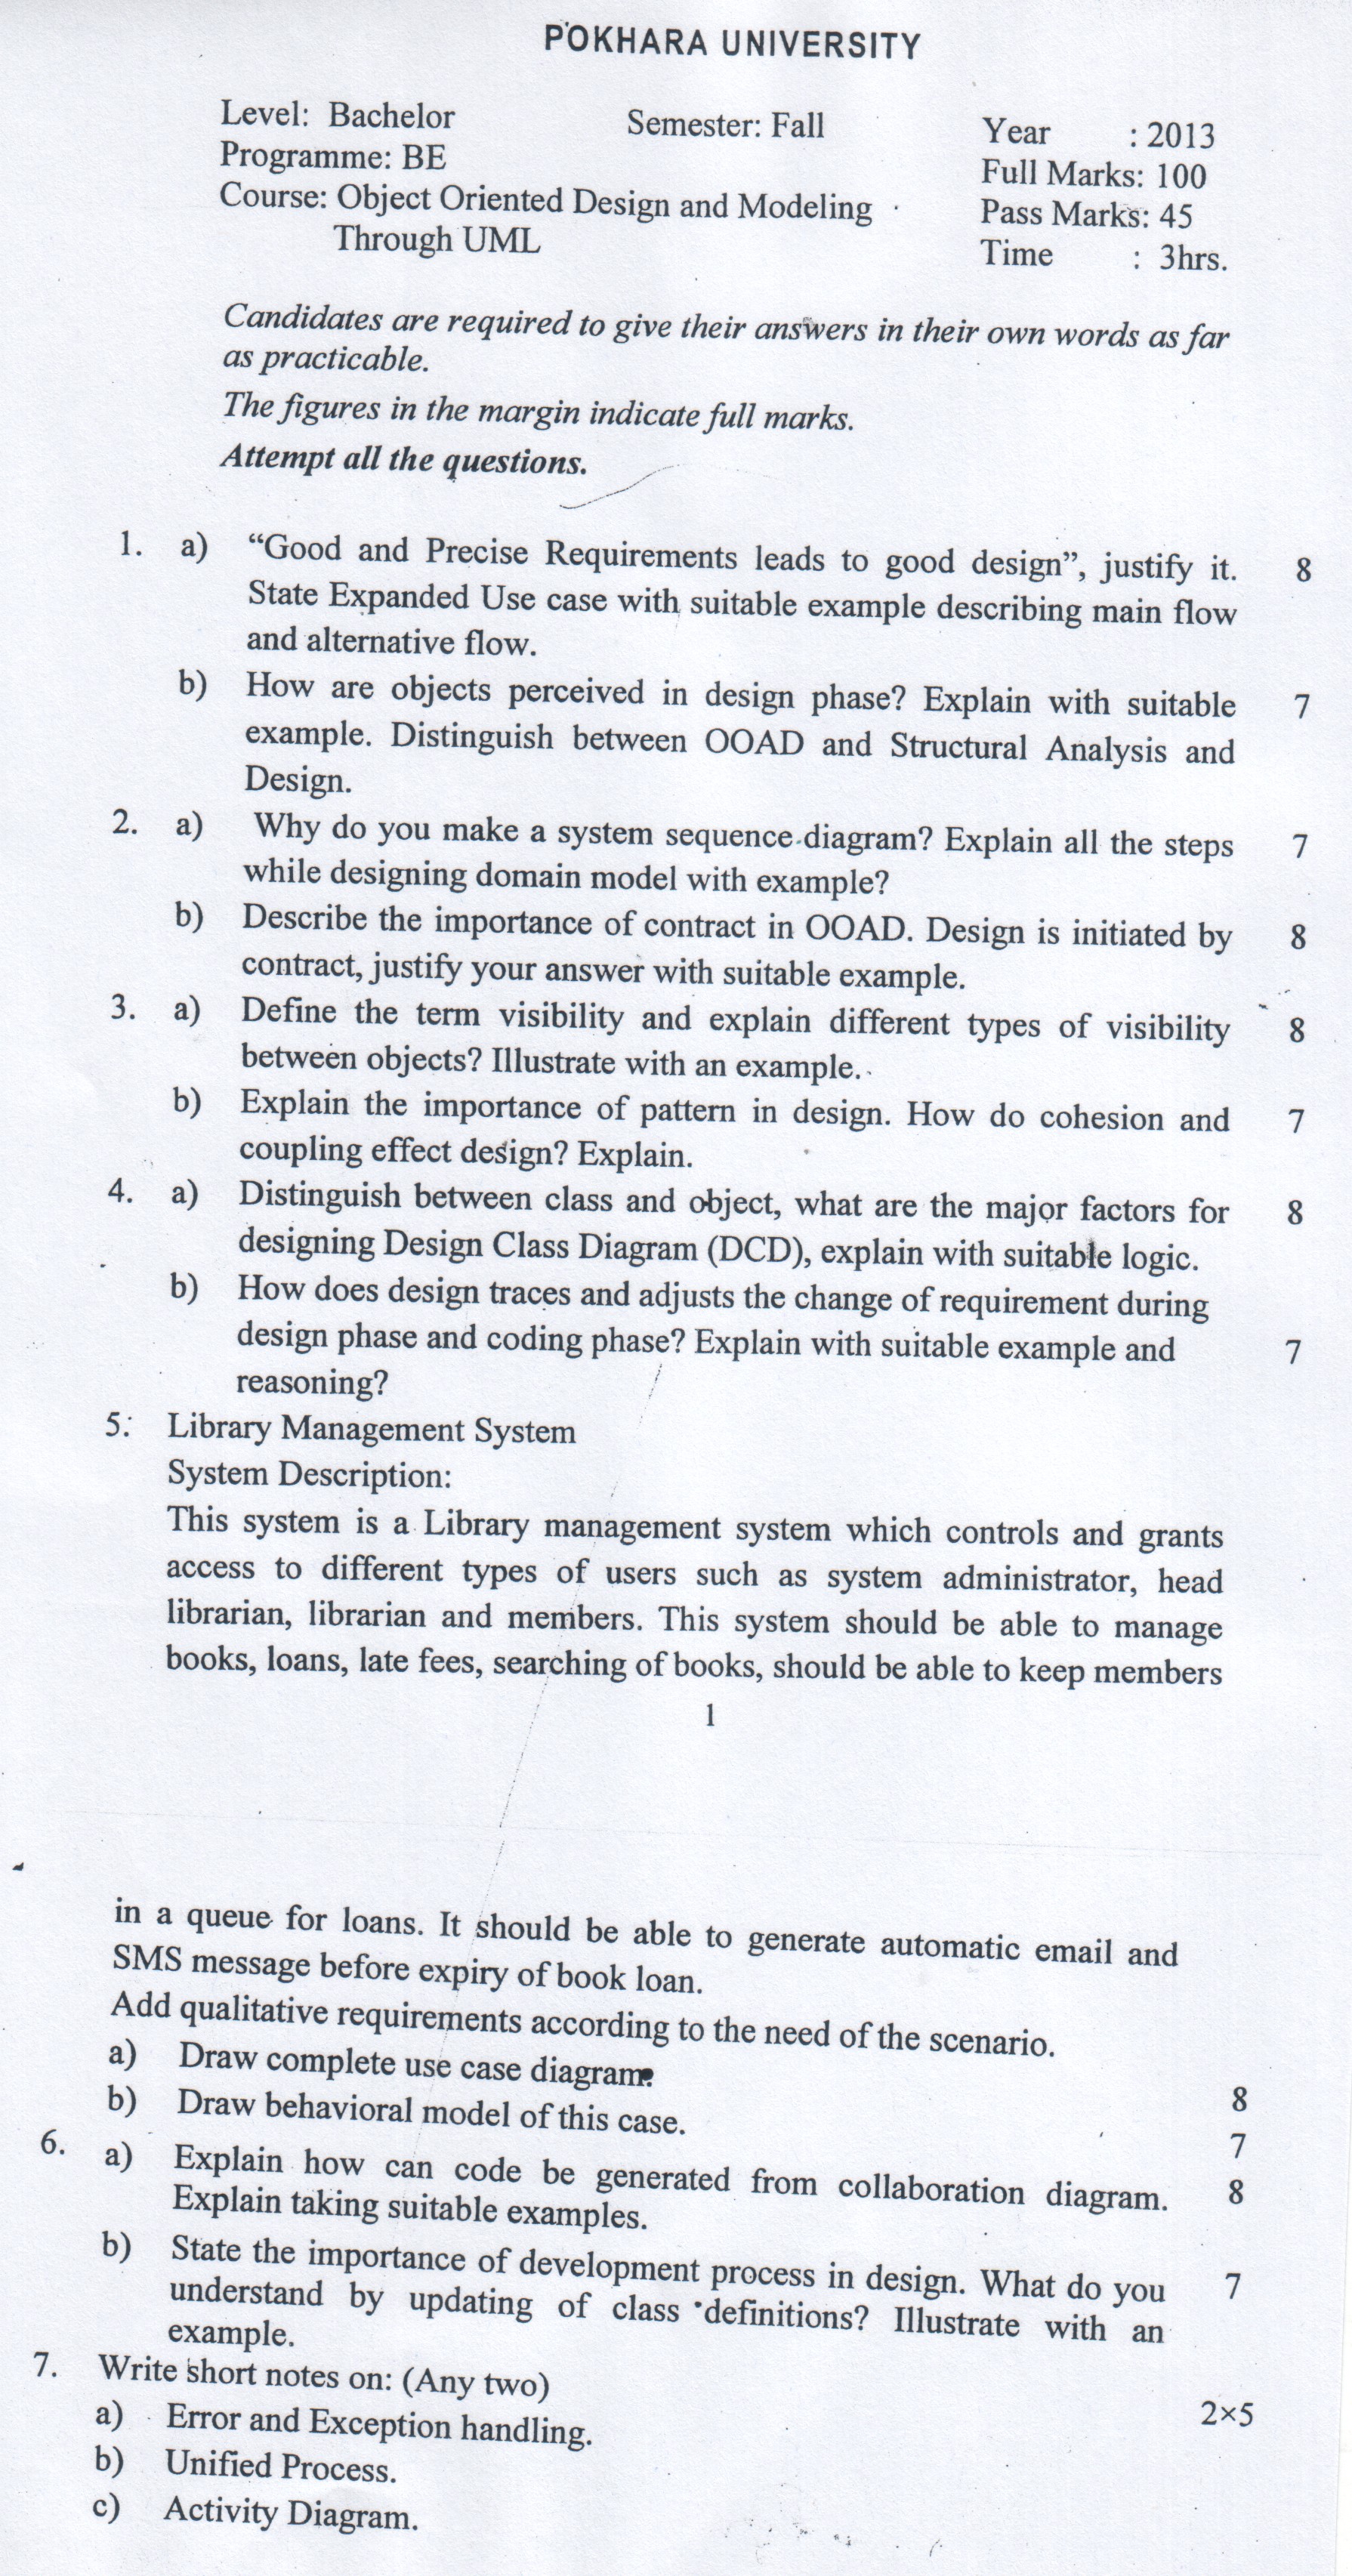 POKHARA UNIVERSITY
Level: Bachelor Semester: Fall Year : 2013
Programme: BE Full Marks: 100
Course: Object Oriented Design and Modeling Pass Marks: 45
Through UML Time : 3hrs.
Candidates are required to give their answers in their own words as far
as practicable.
The figures in the margin indicate full marks.
Attempt all the questions.
1. a) “Good and Precise Requirements leads to good design”, justify it. 8
State Expanded Use case with suitable example describing main flow
and alternative flow.
b) How are objects perceived in design phase? Explain with suitable 7
example. Distinguish between OOAD and Structural Analysis and
Design.
2. a) Why do you make a system sequence diagram? Explain all the steps 7
while designing domain model with example?
b) Describe the importance of contract in OOAD. Design is initiated by 8
contract, justify your answer with suitable example.
3. a) Define the term visibility and explain different types of visibility 8
between objects? Illustrate with an example.
b) Explain the importance of pattern in design. How do cohesion and 7
coupling effect design? Explain.
4. a) Distinguish between class and object, what are the major factors for 8
designing Design Class Diagram (DCD), explain with suitable logic.
b) How does design traces and adjusts the change of requirement during
design phase and coding phase? Explain with suitable example and 7
reasoning?
5. Library Management System
System Description:
This system is a Library management system which controls and grants
access to different types of users such as system administrator, head
librarian, librarian and members. This system should be able to manage
books, loans, late fees, searching of books, should be able to keep members
1
in a queue for loans. It should be able to generate automatic email and
SMS message before expiry of book loan.
Add qualitative requirements according to the need of the scenario.
a) Draw complete use case diagram. 8
b) Draw behavioral model of this case. 7
6. a) Explain how can code be generated from collaboration diagram. 8
Explain taking suitable examples.
b) State the importance of development process in design. What do you 7
understand by updating of class definitions? Illustrate with an
example.
7. Write short notes on: (Any two) 2×5
a) Error and Exception handling.
b) Unified Process.
c) Activity Diagram.